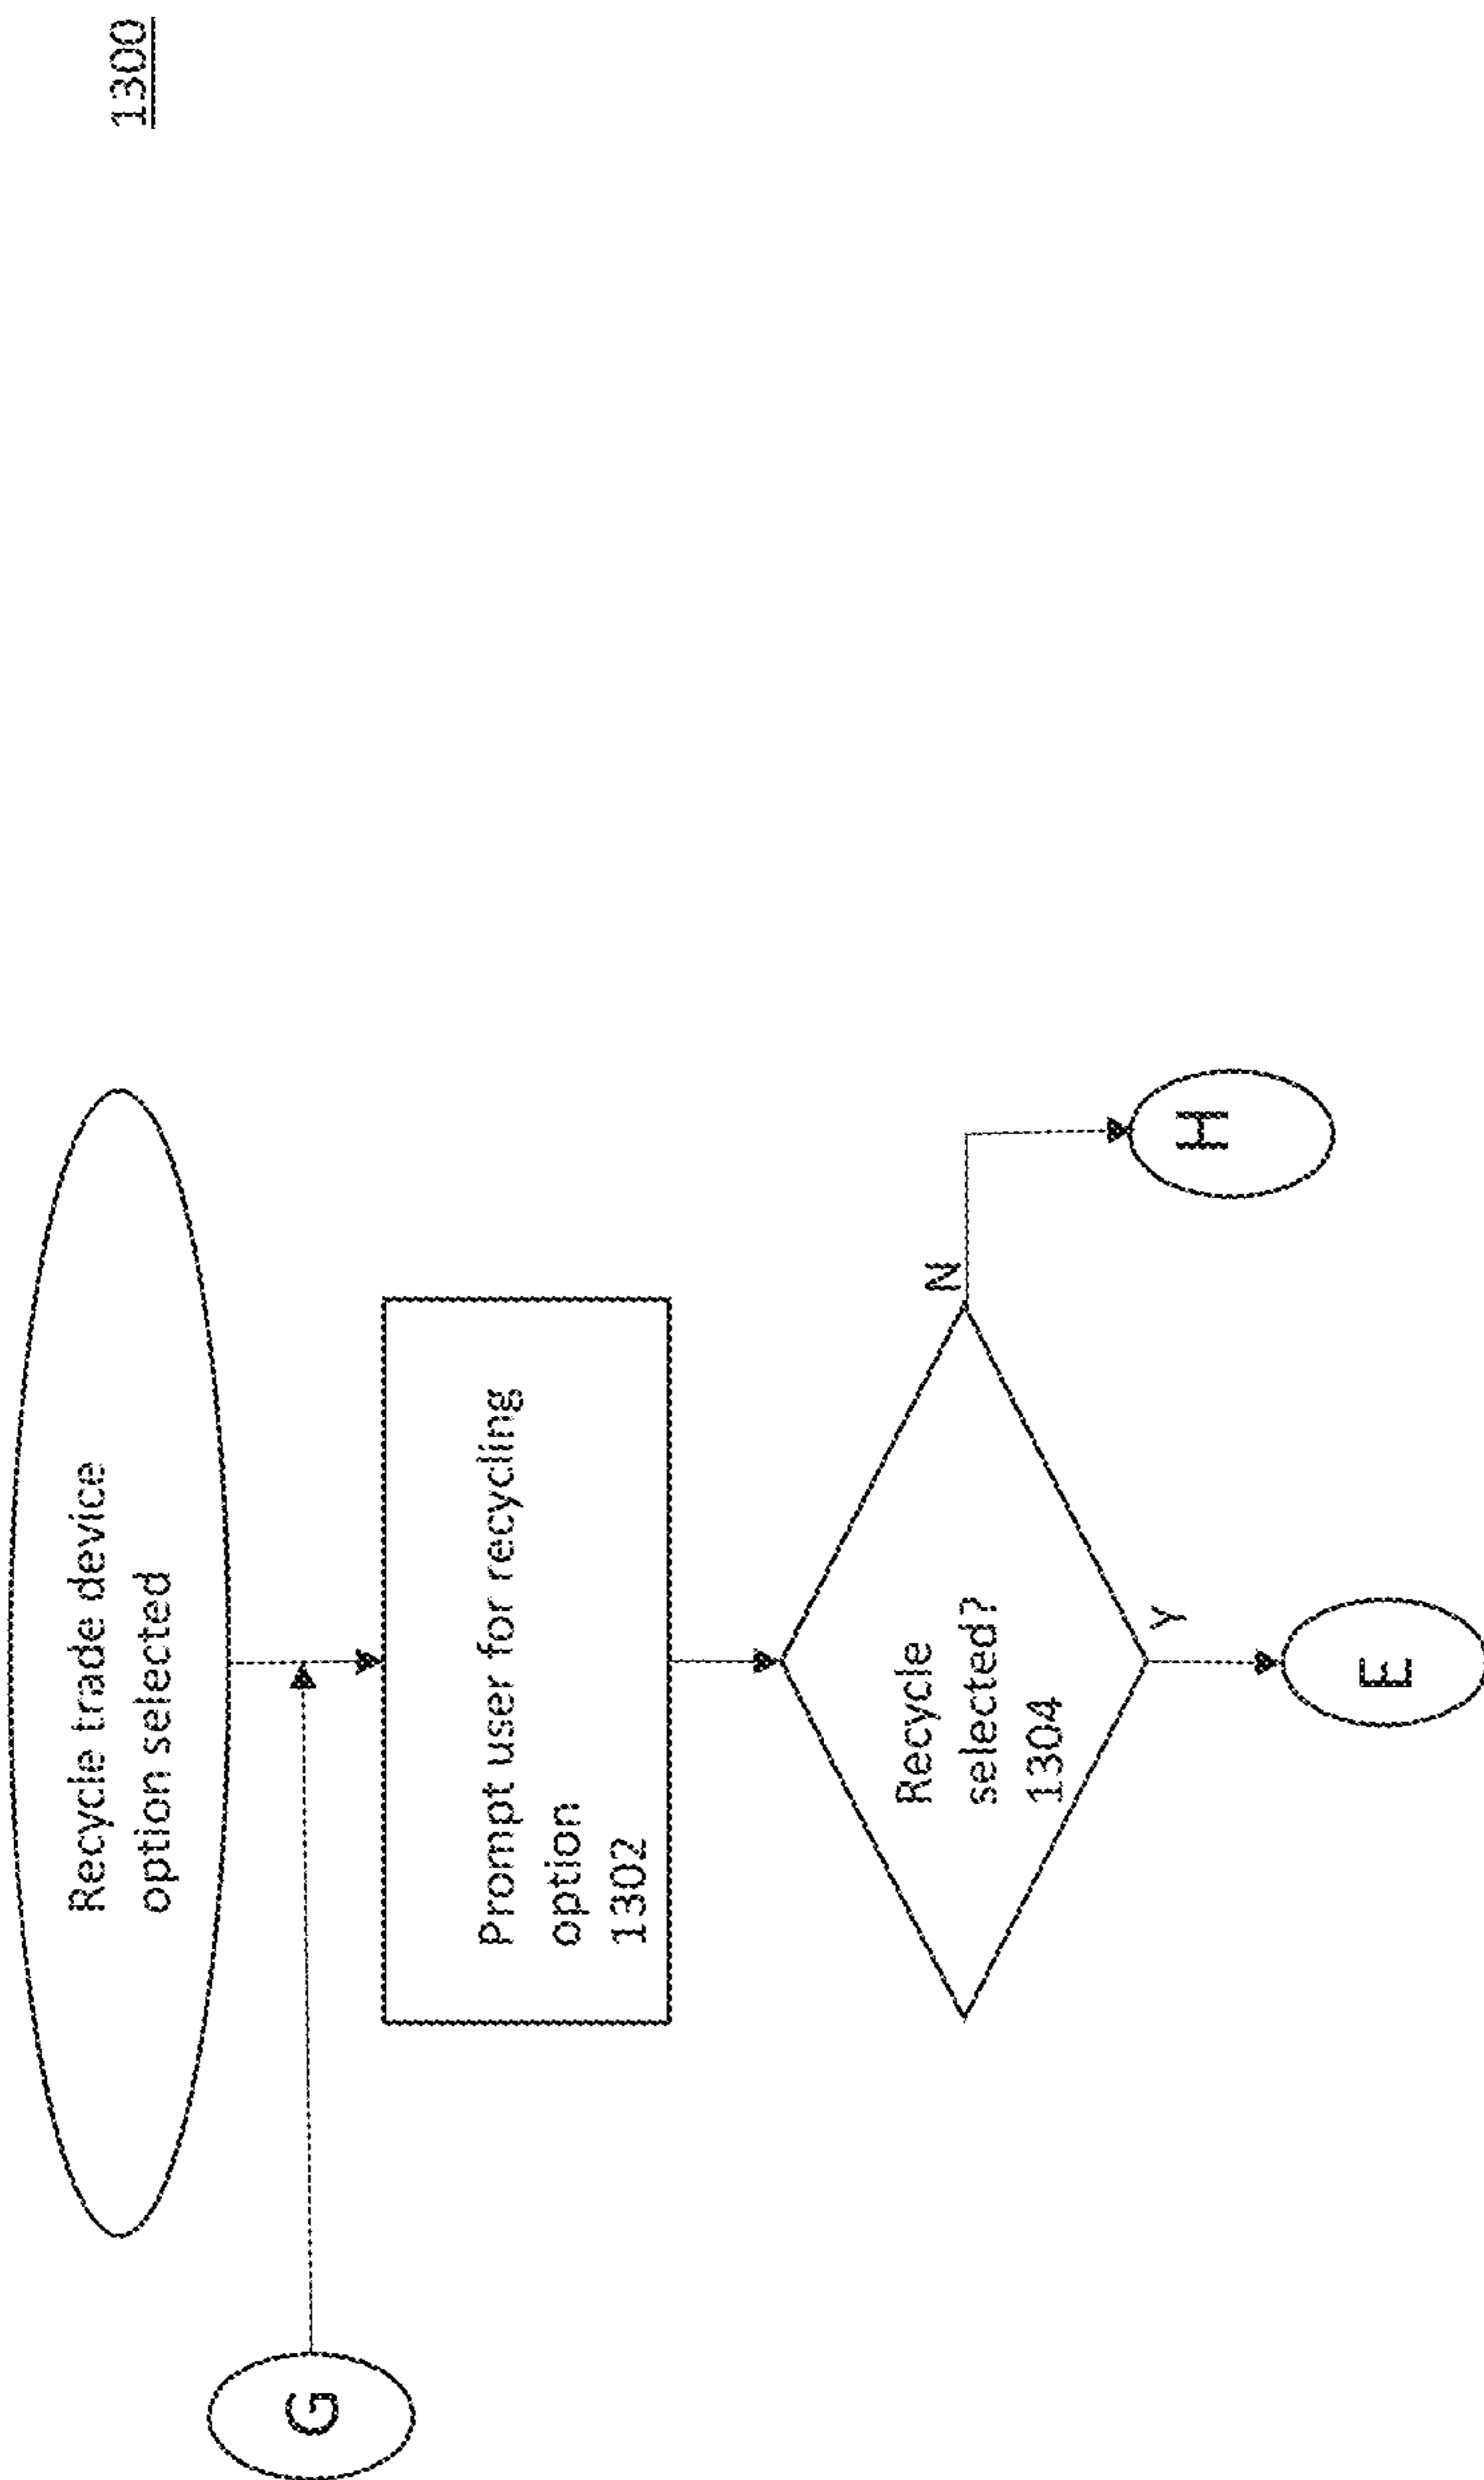 1300
Recycle trade device
option selected
G
Prompt user for recycling
option
1302
Recycle
selected?
1304
N
H
Y
E